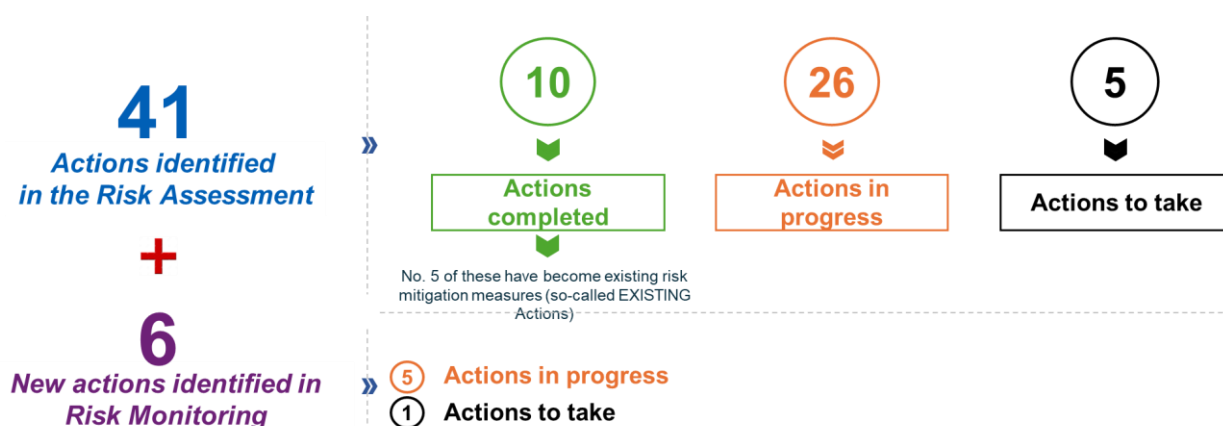 41
Actions identified
in the Risk Assessment
+
6
New actions identified in
Risk Monitoring
»
10
Actions
completed
No. 5 of these have become existing risk
mitigation measures (so-called EXISTING
Actions)
26
Actions in
progress
5
Actions to take
»
5 Actions in progress
1 Actions to take